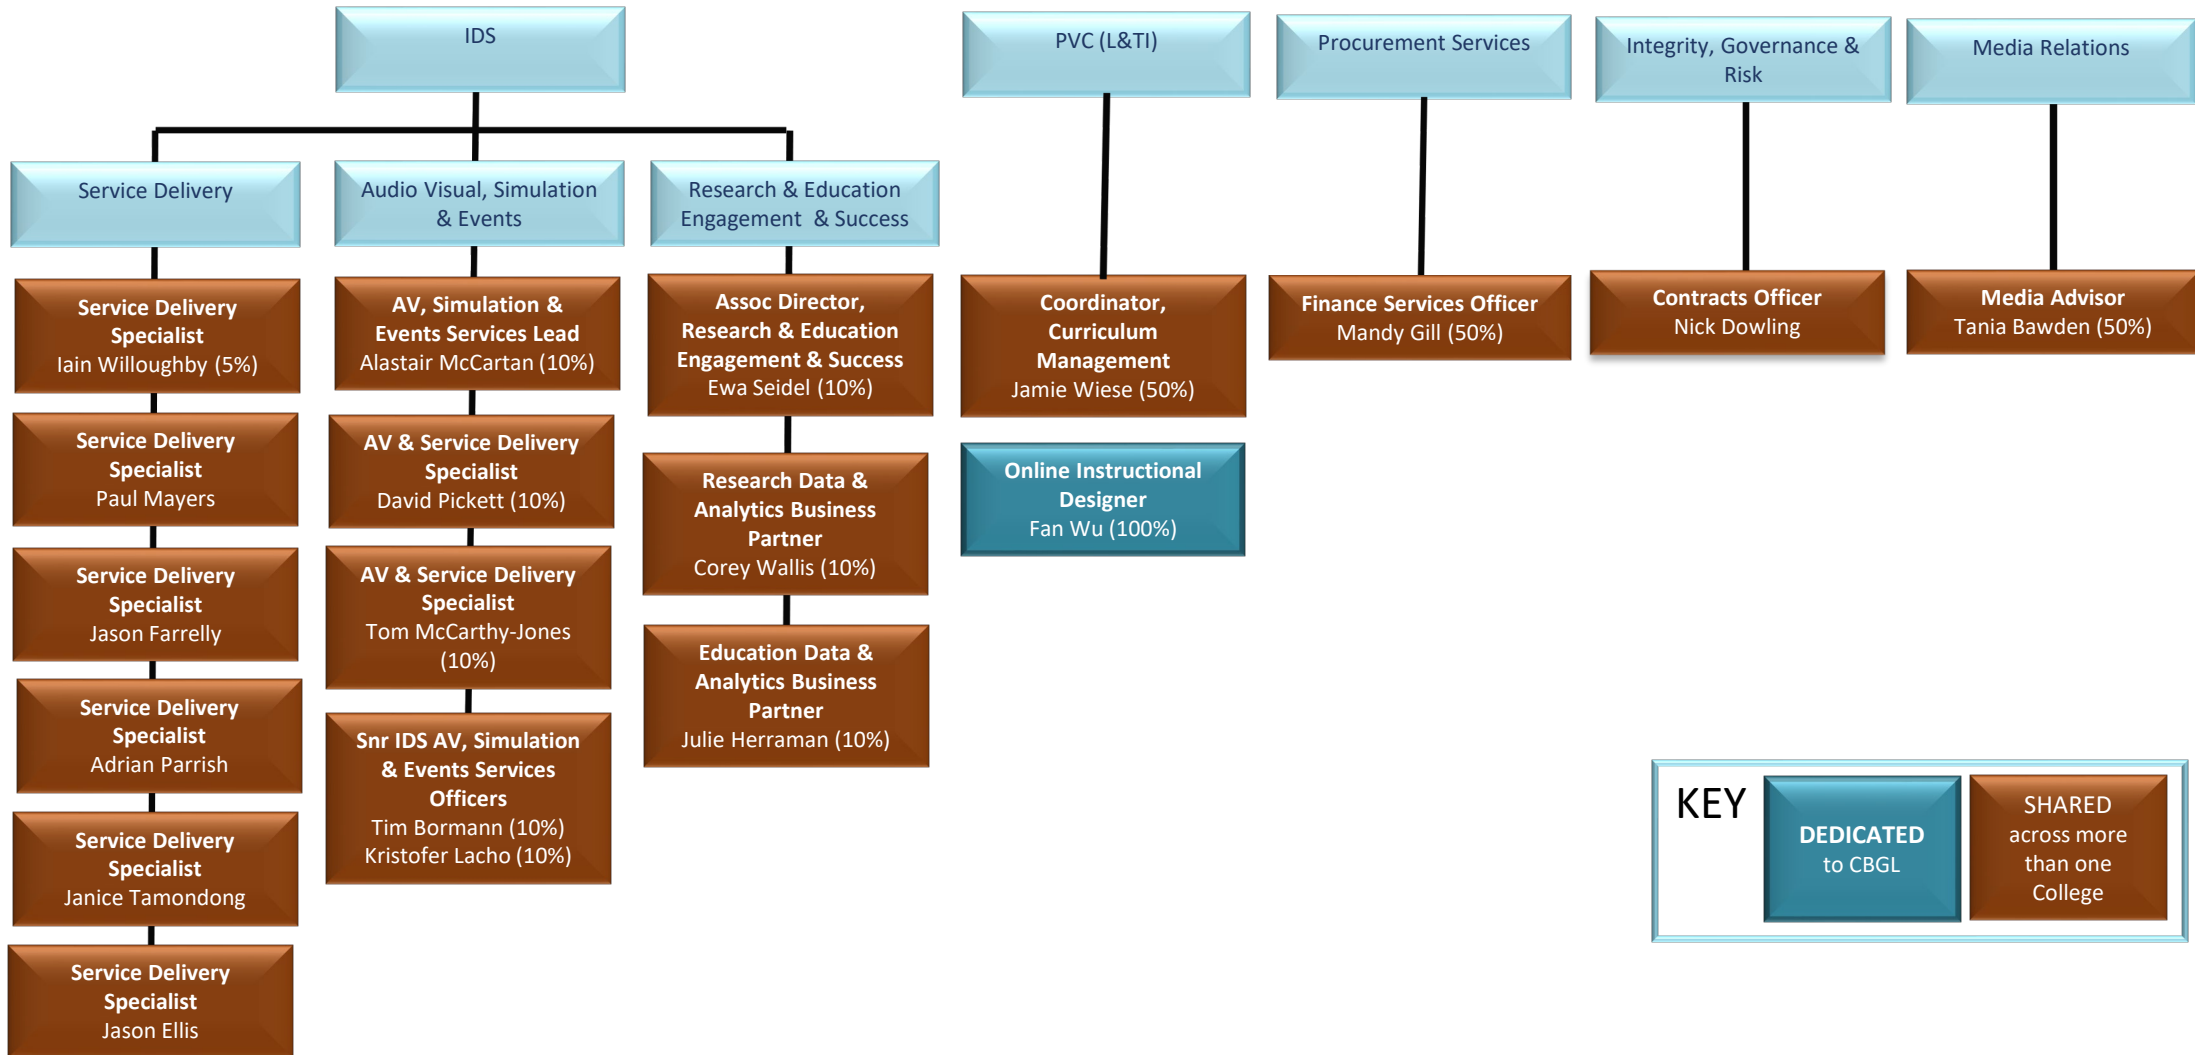 IDS
PVC (L&TI)
Procurement Services
Integrity, Governance &
Risk
Media Relations
Service Delivery
Audio Visual, Simulation
& Events
Research & Education
Engagement & Success
Service Delivery
Specialist
Iain Willoughby (5%)
Service Delivery
Specialist
Paul Mayers
Service Delivery
Specialist
Jason Farrelly
Service Delivery
Specialist
Adrian Parrish
Service Delivery
Specialist
Janice Tamondong
Service Delivery
Specialist
Jason Ellis
AV, Simulation &
Events Services Lead
Alastair McCartan (10%)
AV & Service Delivery
Specialist
David Pickett (10%)
AV & Service Delivery
Specialist
Tom McCarthy-Jones
(10%)
Snr IDS AV, Simulation
& Events Services
Officers
Tim Bormann (10%)
Kristofer Lacho (10%)
Assoc Director,
Research & Education
Engagement & Success
Ewa Seidel (10%)
Research Data &
Analytics Business
Partner
Corey Wallis (10%)
Education Data &
Analytics Business
Partner
Julie Herraman (10%)
Coordinator,
Curriculum
Management
Jamie Wiese (50%)
Online Instructional
Designer
Fan Wu (100%)
Finance Services Officer
Mandy Gill (50%)
Contracts Officer
Nick Dowling
Media Advisor
Tania Bawden (50%)
KEY
DEDICATED
to CBGL
SHARED
across more
than one
College